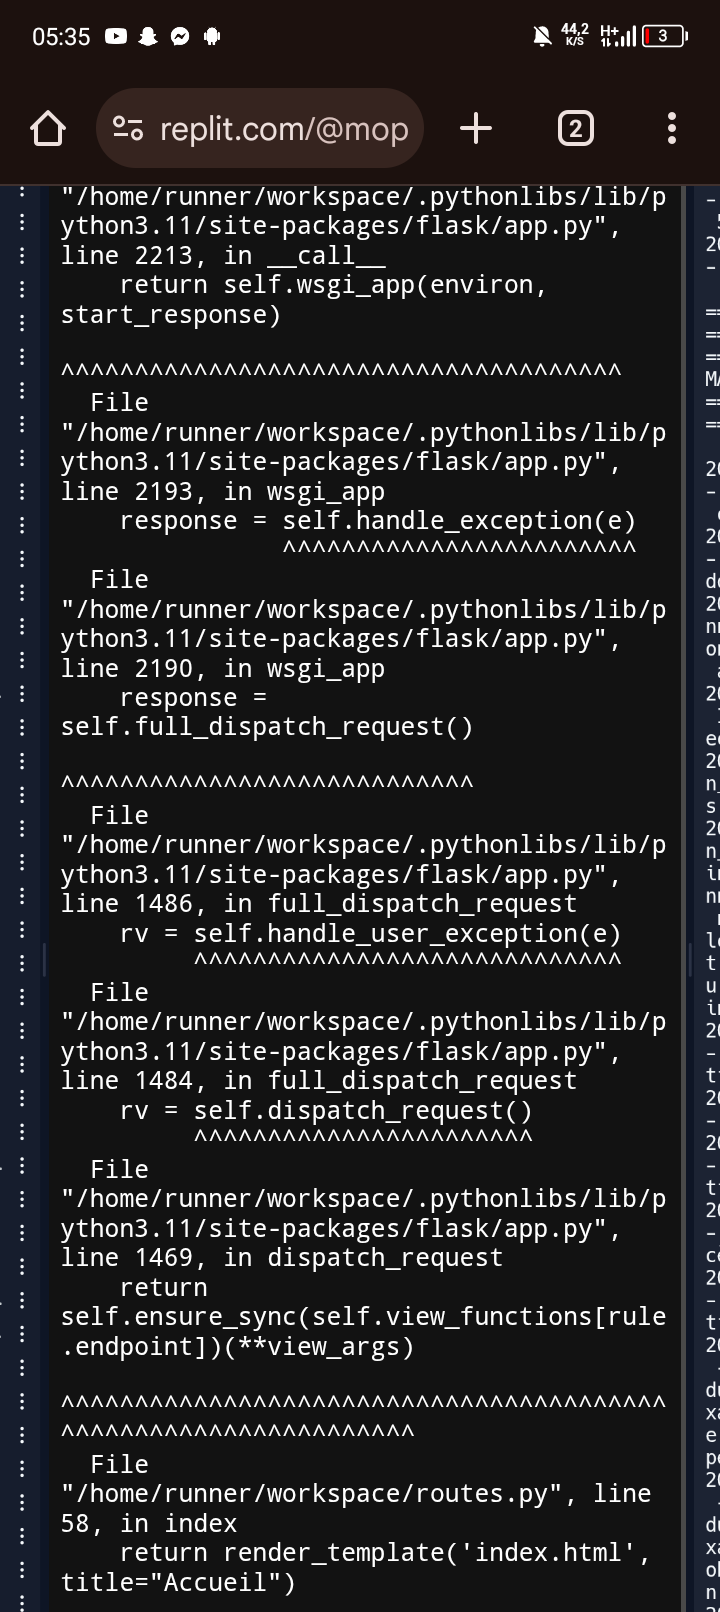 05:35
44,2
K/S
H+
3
replit.com/@mop
2
"/home/runner/workspace/.pythonlibs/lib/p
ython3.11/site-packages/flask/app.py",
line 2213, in __call__
return self.wsgi_app(environ,
start_response)
^^^^^^^^^^^^^^^^^^^^^^^^^^^^^^^^^^^^^^
File
"/home/runner/workspace/.pythonlibs/lib/p
ython3.11/site-packages/flask/app.py",
line 2193, in wsgi_app
response = self.handle_exception(e)
^^^^^^^^^^^^^^^^^^^^^^^^
File
"/home/runner/workspace/.pythonlibs/lib/p
ython3.11/site-packages/flask/app.py",
line 2190, in wsgi_app
response =
self.full_dispatch_request()
^^^^^^^^^^^^^^^^^^^^^^^^^^^^
File
"/home/runner/workspace/.pythonlibs/lib/p
ython3.11/site-packages/flask/app.py",
line 1486, in full_dispatch_request
rv = self.handle_user_exception(e)
^^^^^^^^^^^^^^^^^^^^^^^^^^^^^
File
"/home/runner/workspace/.pythonlibs/lib/p
ython3.11/site-packages/flask/app.py",
line 1484, in full_dispatch_request
rv = self.dispatch_request()
^^^^^^^^^^^^^^^^^^^^^^^
File
"/home/runner/workspace/.pythonlibs/lib/p
ython3.11/site-packages/flask/app.py",
line 1469, in dispatch_request
return
self.ensure_sync(self.view_functions[rule
.endpoint])(**view_args)
^^^^^^^^^^^^^^^^^^^^^^^^^^^^^^^^^^^^^^^^^
^^^^^^^^^^^^^^^^^^^^^^^^
File
"/home/runner/workspace/routes.py", line
58, in index
return render_template('index.html',
title="Accueil")